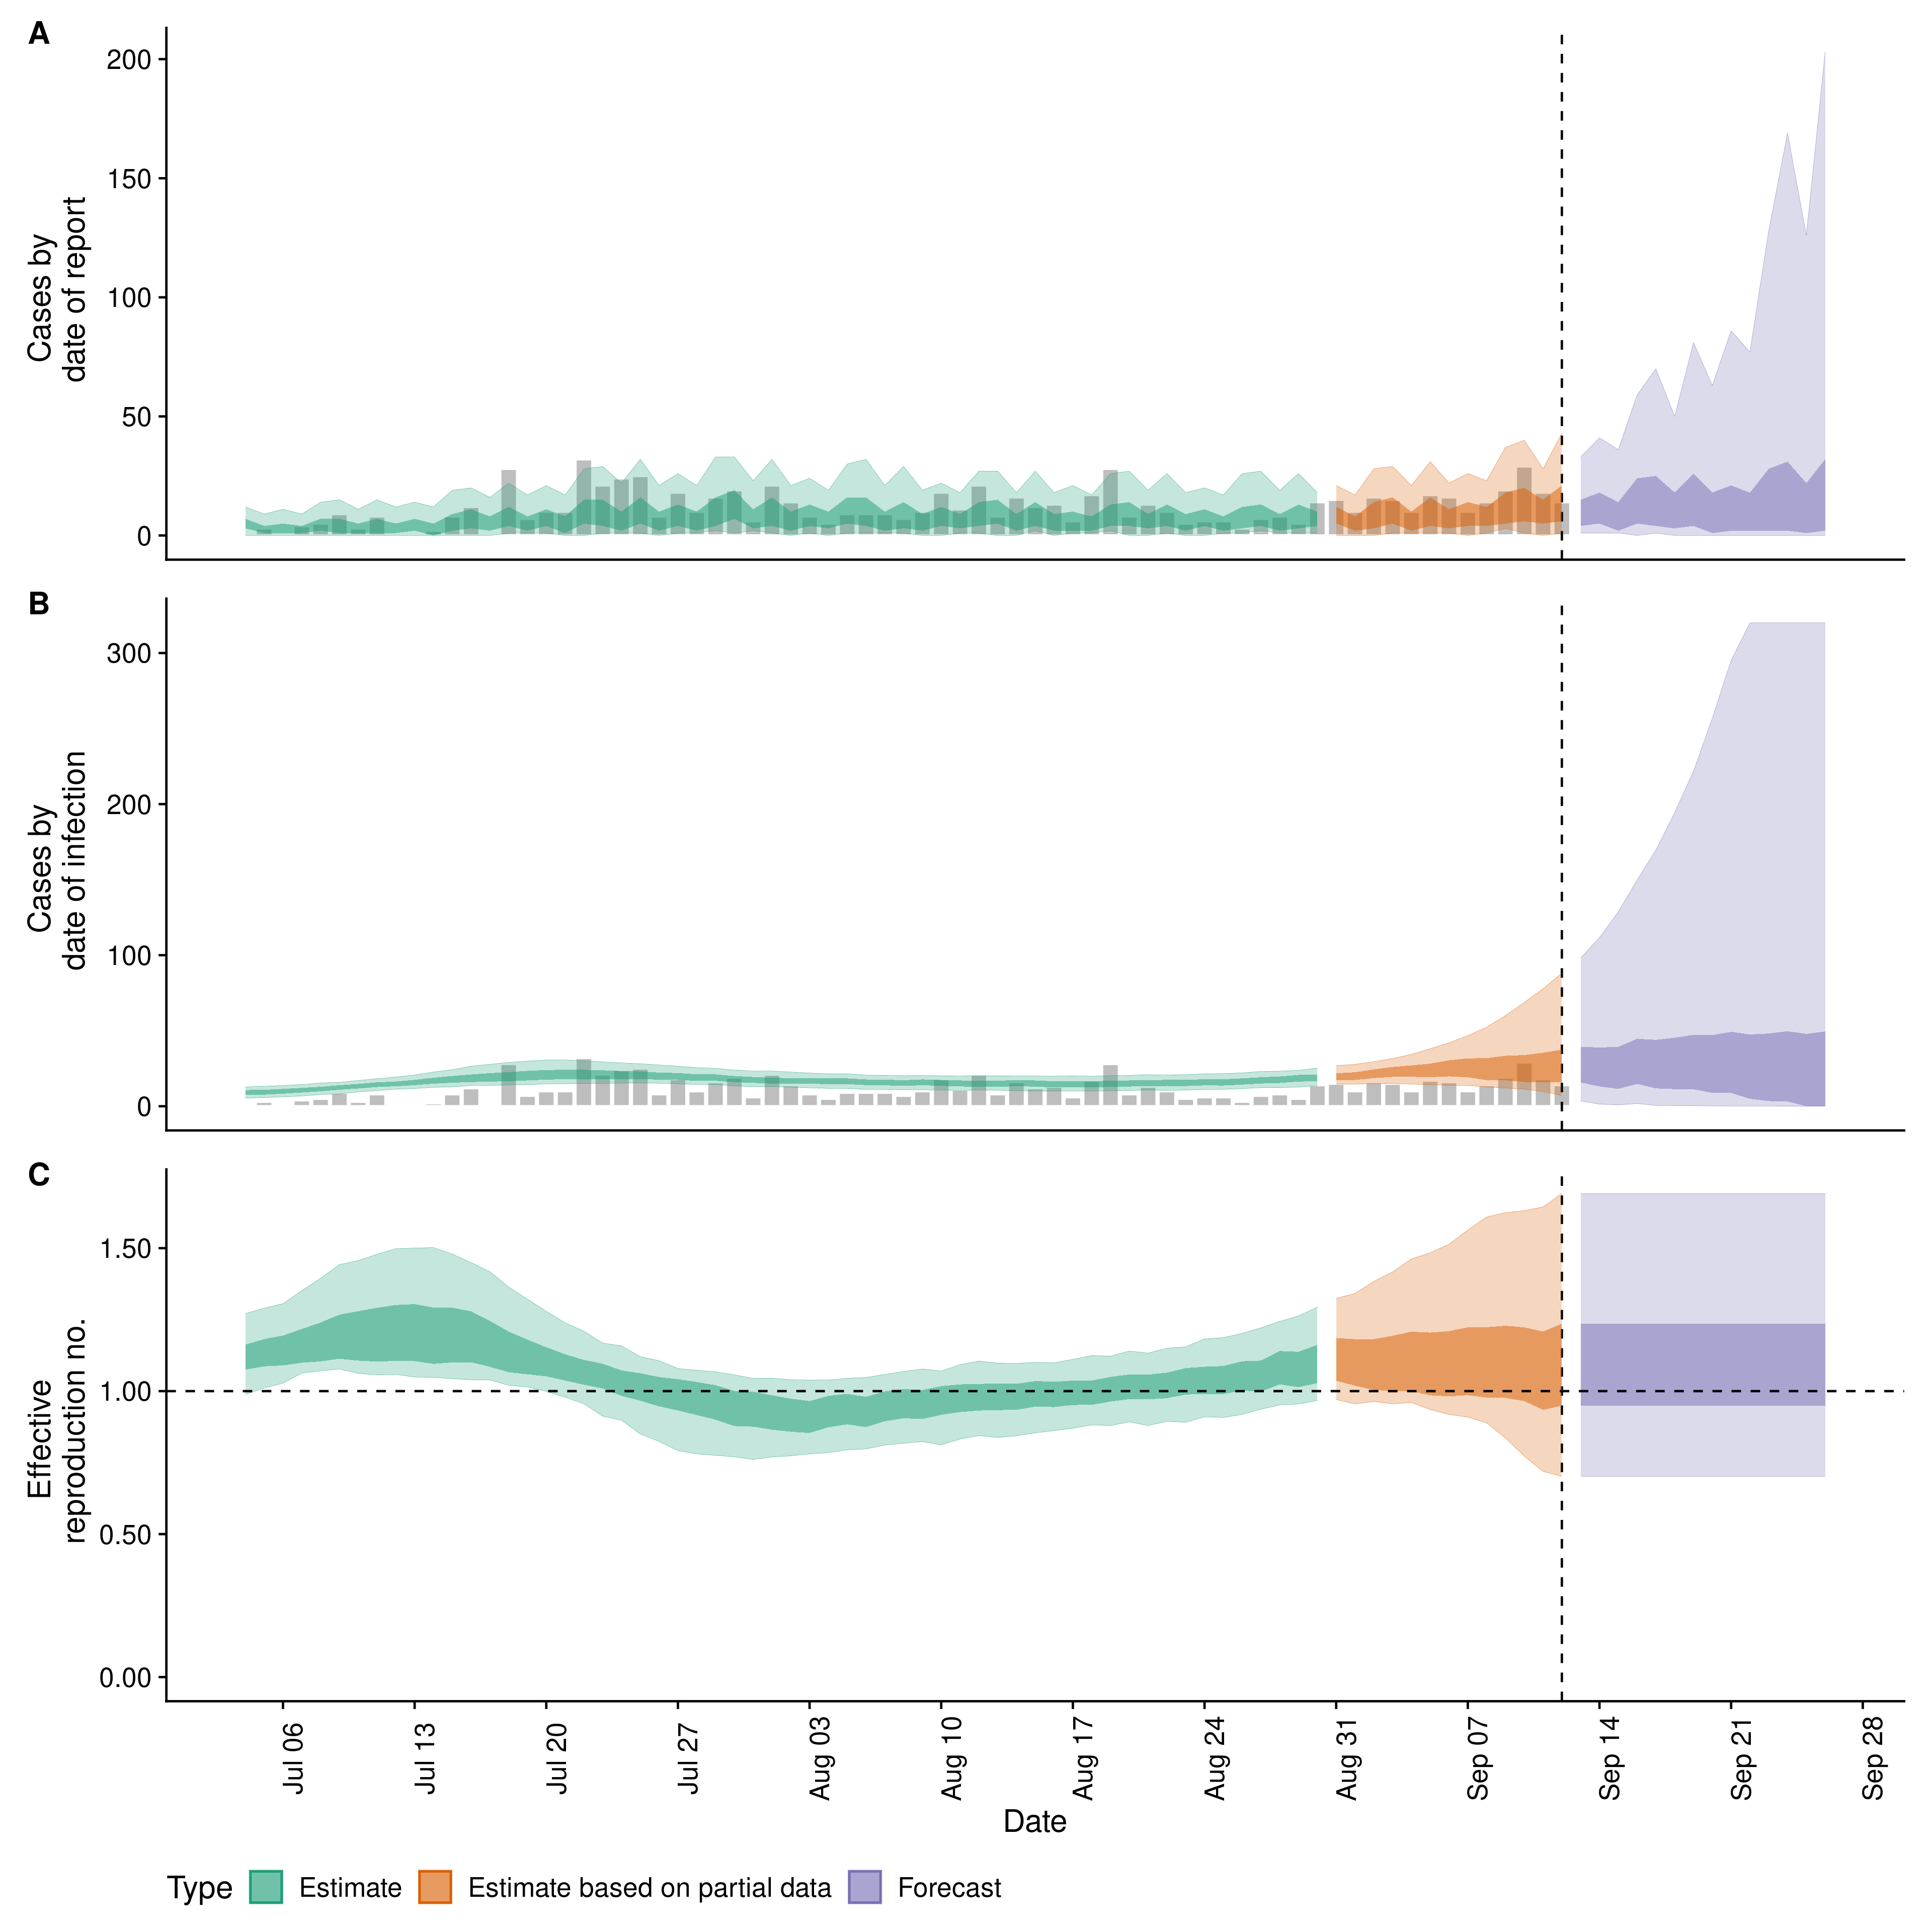 A
Cases by
date of report
200
150
100
50
0
B
Cases by
date of infection
300
200
100
0
C
Effective
reproduction no.
1.50
1.00
0.50
0.00
Jul 06
Jul 13
Jul 20
Jul 27
Aug 03
Aug 10
Aug 17
Aug 24
Aug 31
Sep 07
Sep 14
Sep 21
Sep 28
Date
Type Estimate Estimate based on partial data Forecast